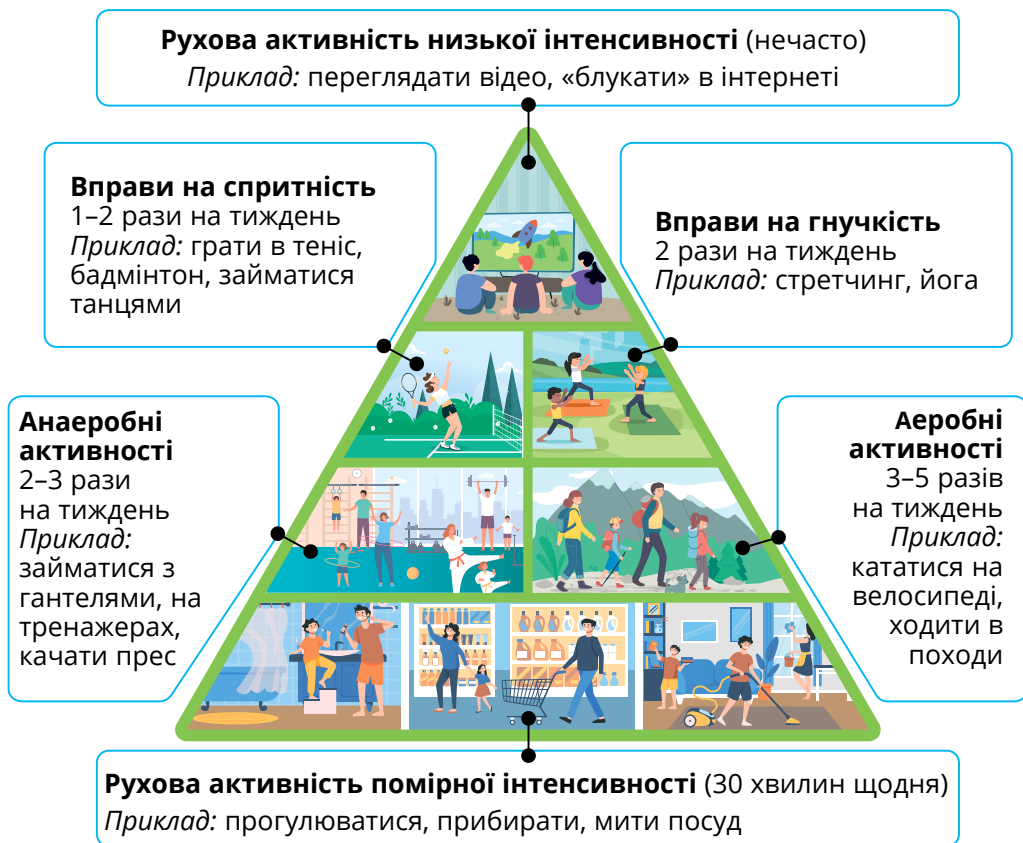 Рухова активність низької інтенсивності (нечасто)
Приклад: переглядати відео, «блукати» в інтернеті
Вправи на спритність
1–2 рази на тиждень
Приклад: грати в теніс,
бадмінтон, займатися
танцями
Вправи на гнучкість
2 рази на тиждень
Приклад: стретчинг, йога
Анаеробні
активності
2–3 рази
на тиждень
Приклад:
займатися з
гантелями, на
тренажерах,
качати прес
Аеробні
активності
3–5 разів
на тиждень
Приклад:
кататися на
велосипеді,
ходити в
походи
Рухова активність помірної інтенсивності (30 хвилин щодня)
Приклад: прогулюватися, прибирати, мити посуд